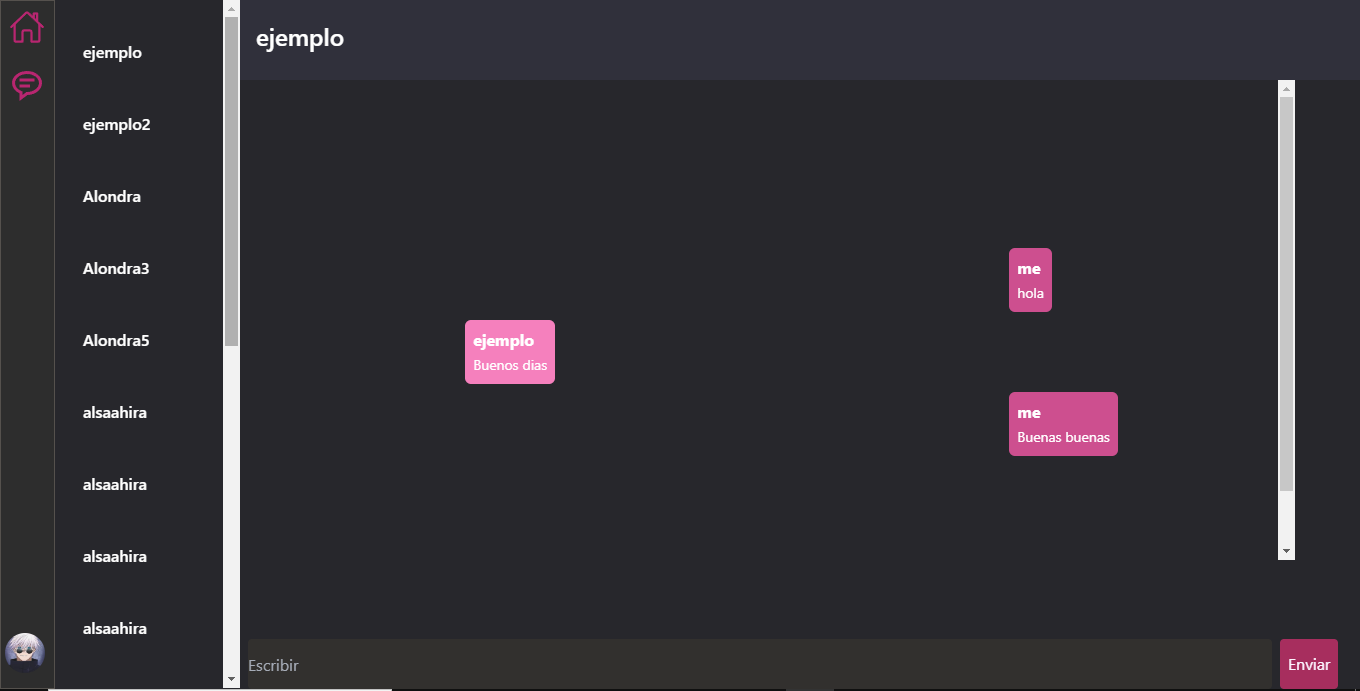 ejemplo
ejemplo2
Alondra
Alondra3
Alondra5
alsaahira
alsaahira
alsaahira
alsaahira
ejemplo
me
hola
ejemplo
Buenos dias
me
Buenas buenas
Escribir
Enviar